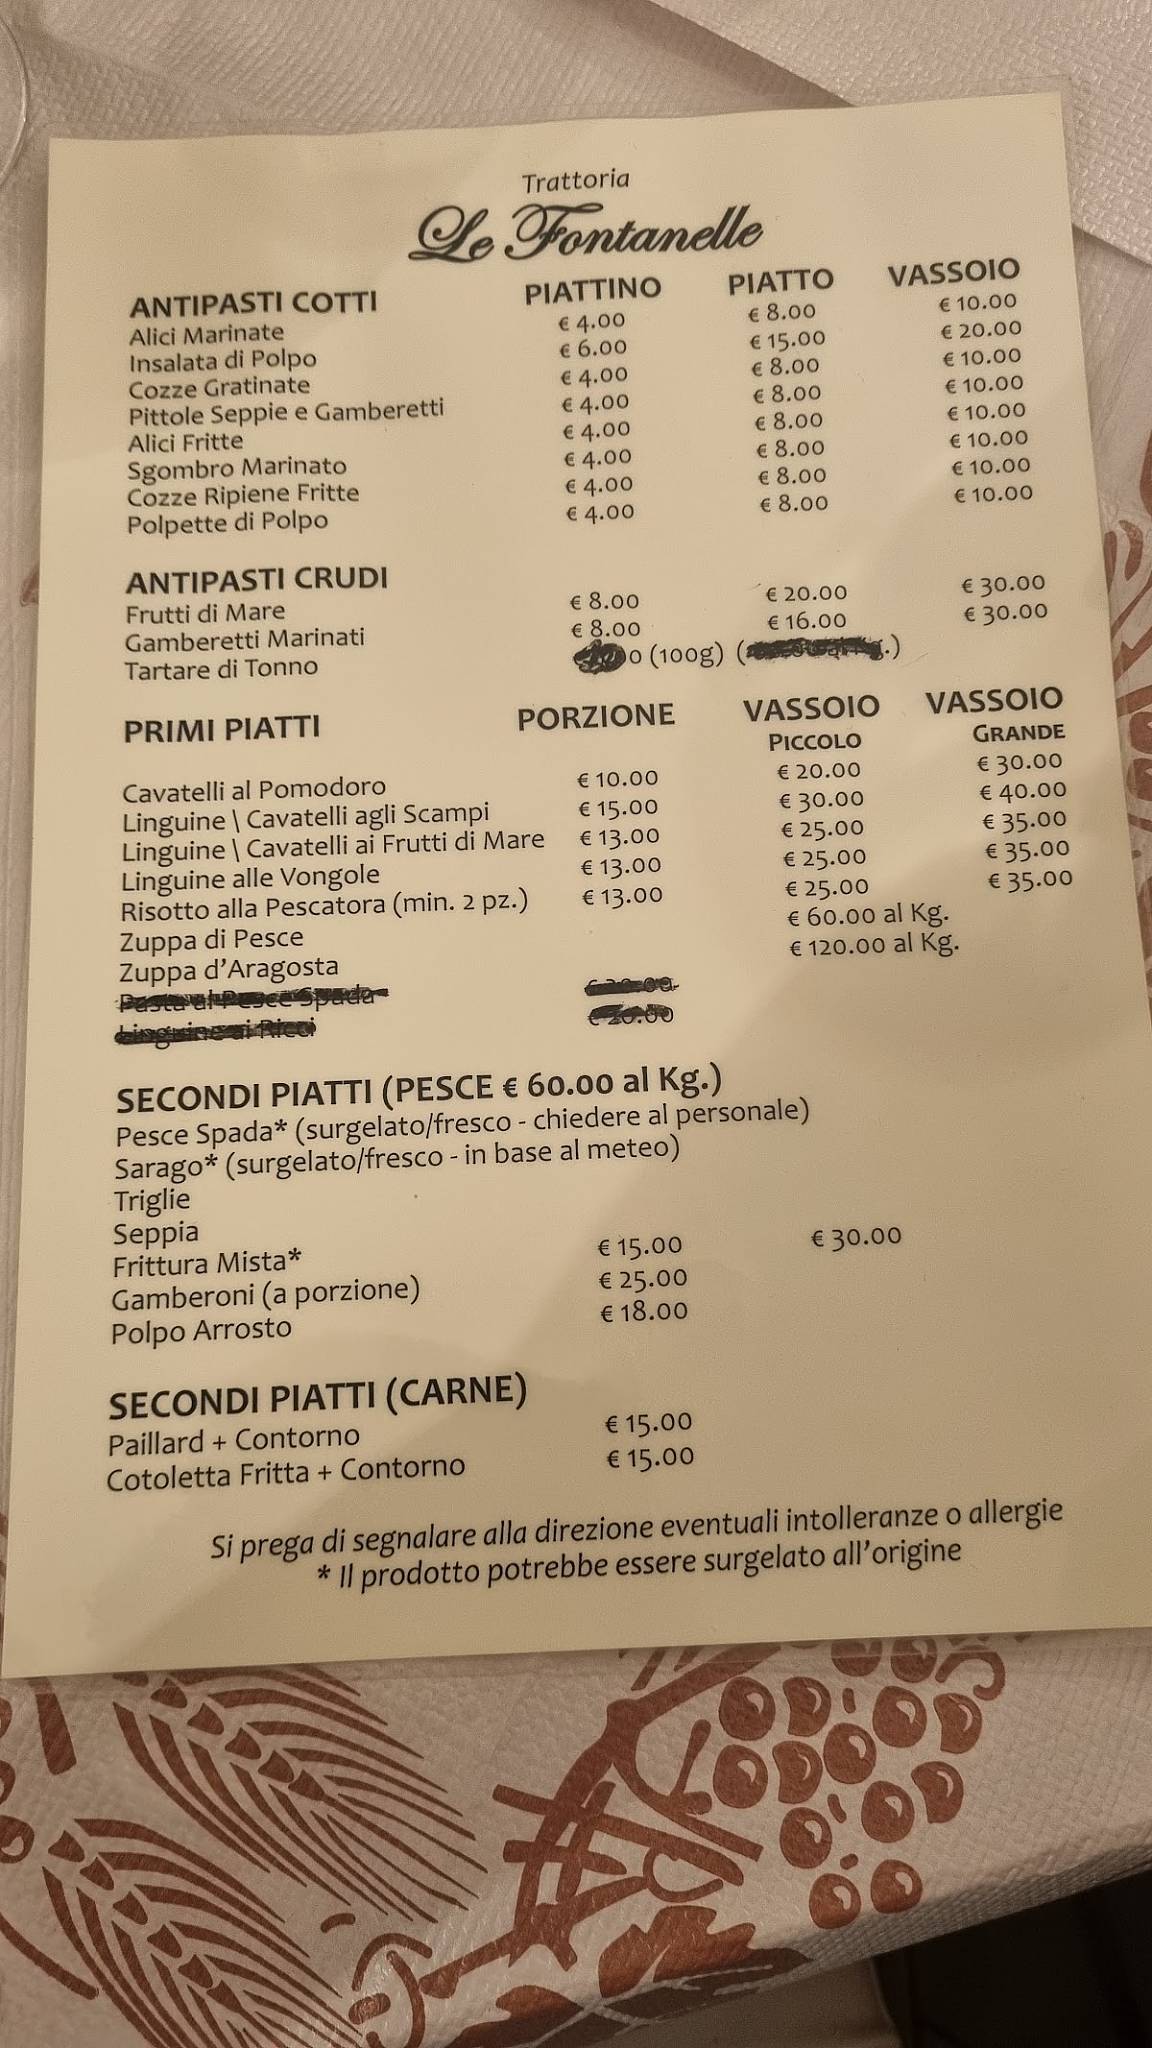 Trattoria
Le Fontanelle
ANTIPASTI COTTI PIATTINO PIATTO VASSOIO
Alici Marinate € 4.00 € 8.00 € 10.00
Insalata di Polpo € 6.00 € 15.00 € 20.00
Cozze Gratinate € 4.00 € 8.00 € 10.00
Pittole Seppie e Gamberetti € 4.00 € 8.00 € 10.00
Alici Fritte € 4.00 € 8.00 € 10.00
Sgombro Marinato € 4.00 € 8.00 € 10.00
Cozze Ripiene Fritte € 4.00 € 8.00 € 10.00
Polpette di Polpo € 4.00 € 8.00 € 10.00
ANTIPASTI CRUDI
Frutti di Mare € 8.00 € 20.00 € 30.00
Gamberetti Marinati € 8.00 € 16.00 € 30.00
Tartare di Tonno 0 (100g) ( .)
PRIMI PIATTI PORZIONE VASSOIO VASSOIO
PICCOLO GRANDE
Cavatelli al Pomodoro € 10.00 € 20.00 € 30.00
Linguine \ Cavatelli agli Scampi € 15.00 € 30.00 € 40.00
Linguine \ Cavatelli ai Frutti di Mare € 13.00 € 25.00 € 35.00
Linguine alle Vongole € 13.00 € 25.00 € 35.00
Risotto alla Pescatora (min. 2 pz.) € 13.00 € 25.00 € 35.00
Zuppa di Pesce € 60.00 al Kg.
Zuppa d'Aragosta € 120.00 al Kg.
Pasta al Pesce Spada
Linguine ai Ricci
SECONDI PIATTI (PESCE € 60.00 al Kg.)
Pesce Spada* (surgelato/fresco - chiedere al personale)
Sarago* (surgelato/fresco - in base al meteo)
Triglie
Seppia
Frittura Mista* € 15.00 € 30.00
Gamberoni (a porzione) € 25.00
Polpo Arrosto € 18.00
SECONDI PIATTI (CARNE)
Paillard + Contorno € 15.00
Cotoletta Fritta + Contorno € 15.00
Si prega di segnalare alla direzione eventuali intolleranze o allergie
* Il prodotto potrebbe essere surgelato all'origine